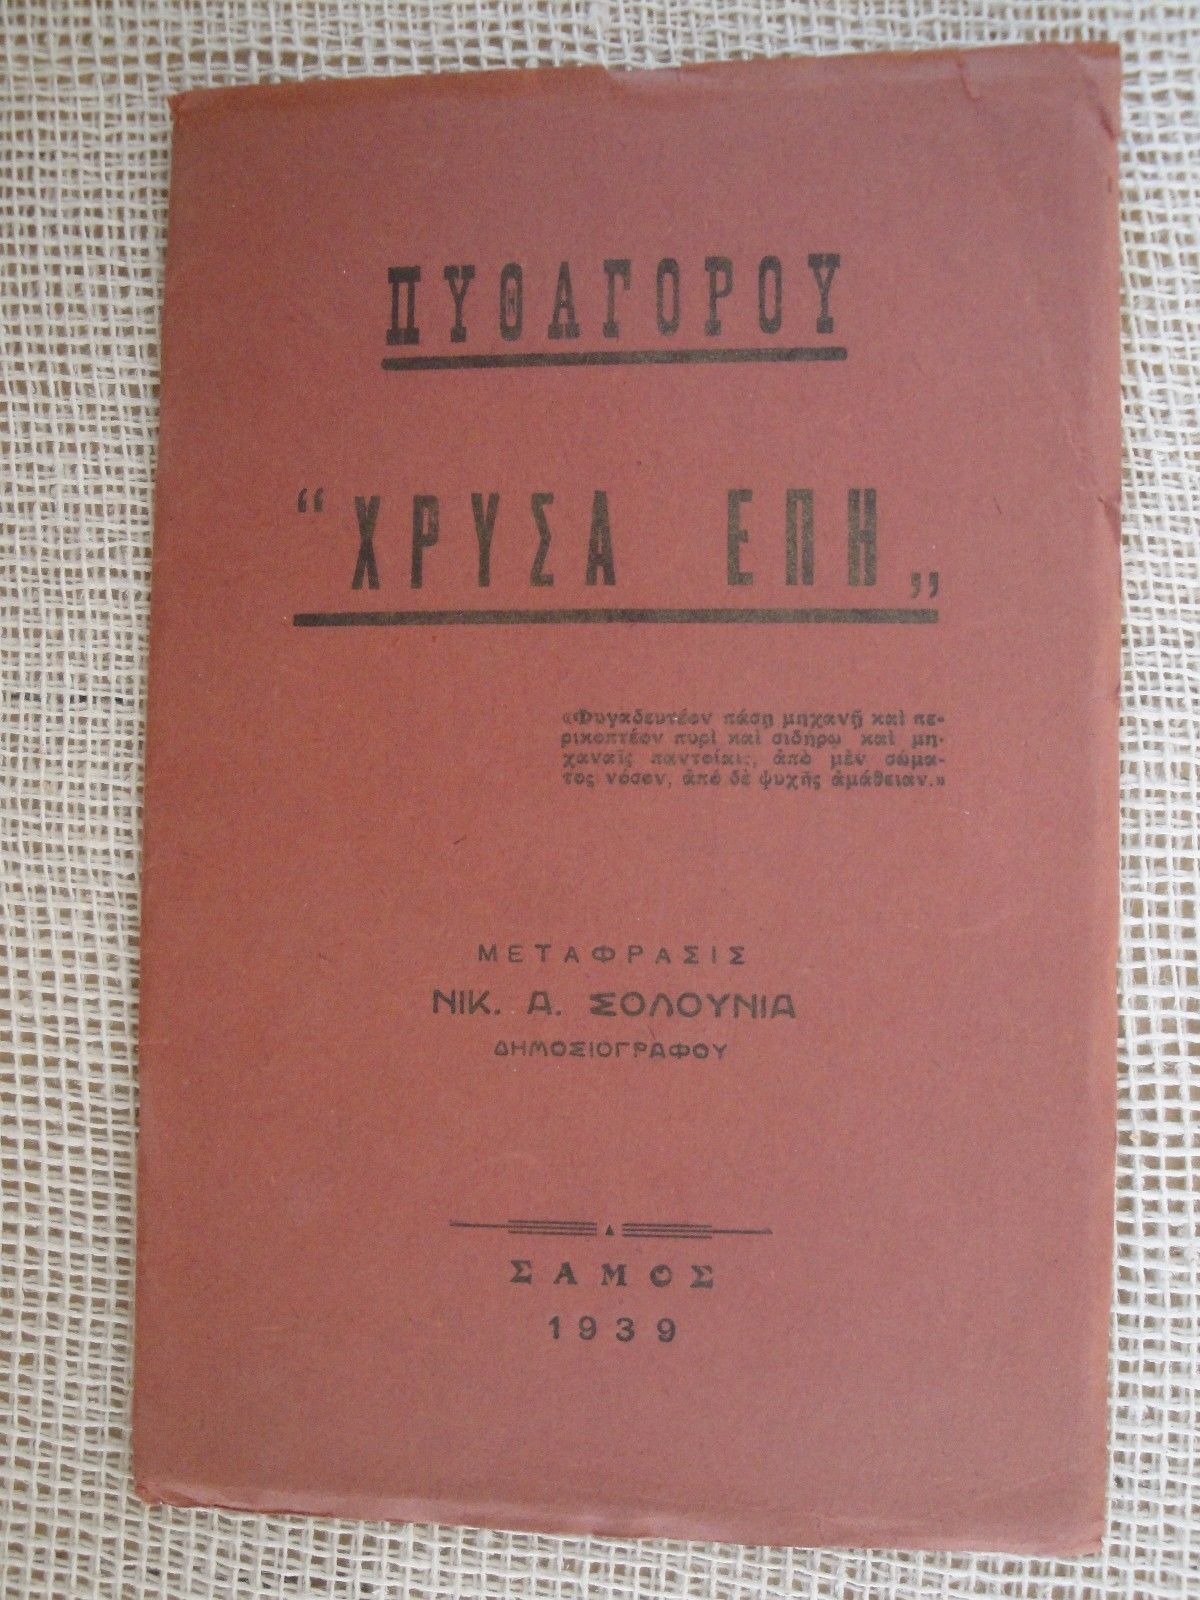 ΠΥΘΑΓΟΡΟΥ
“ΧΡΥΣΑ ΕΠΗ„
«Φυγαδευτέον πάσῃ μηχανῇ καὶ πε-
ρικοπτέον πυρὶ καὶ σιδήρῳ καὶ μη-
χαναῖς παντοίαις, ἀπὸ μὲν σώμα-
τος νόσον, ἀπὸ δὲ ψυχῆς ἀμάθειαν.»
ΜΕΤΑΦΡΑΣΙΣ
ΝΙΚ. Α. ΣΟΛΟΥΝΙΑ
ΔΗΜΟΣΙΟΓΡΑΦΟΥ
ΣΑΜΟΣ
1939